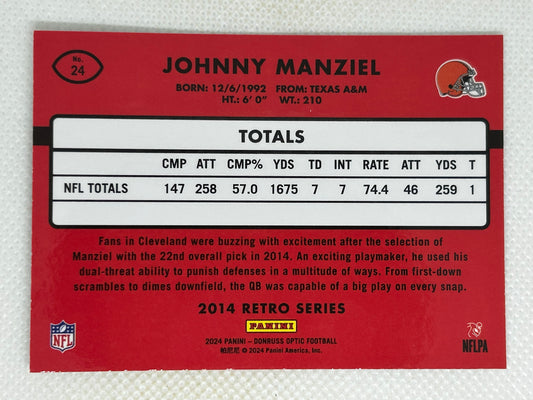 No.
24
JOHNNY MANZIEL
BORN: 12/6/1992 FROM: TEXAS A&M
HT.: 6' 0" WT.: 210
TOTALS
CMP ATT CMP% YDS TD INT RATE ATT YDS T
NFL TOTALS 147 258 57.0 1675 7 7 74.4 46 259 1
Fans in Cleveland were buzzing with excitement after the selection of
Manziel with the 22nd overall pick in 2014. An exciting playmaker, he used his
dual-threat ability to punish defenses in a multitude of ways. From first-down
scrambles to dimes downfield, the QB was capable of a big play on every snap.
2014 RETRO SERIES
PANINI
2024 PANINI – DONRUSS OPTIC FOOTBALL
帕尼尼 © 2024 Panini America, Inc.
NFL
NFLPA